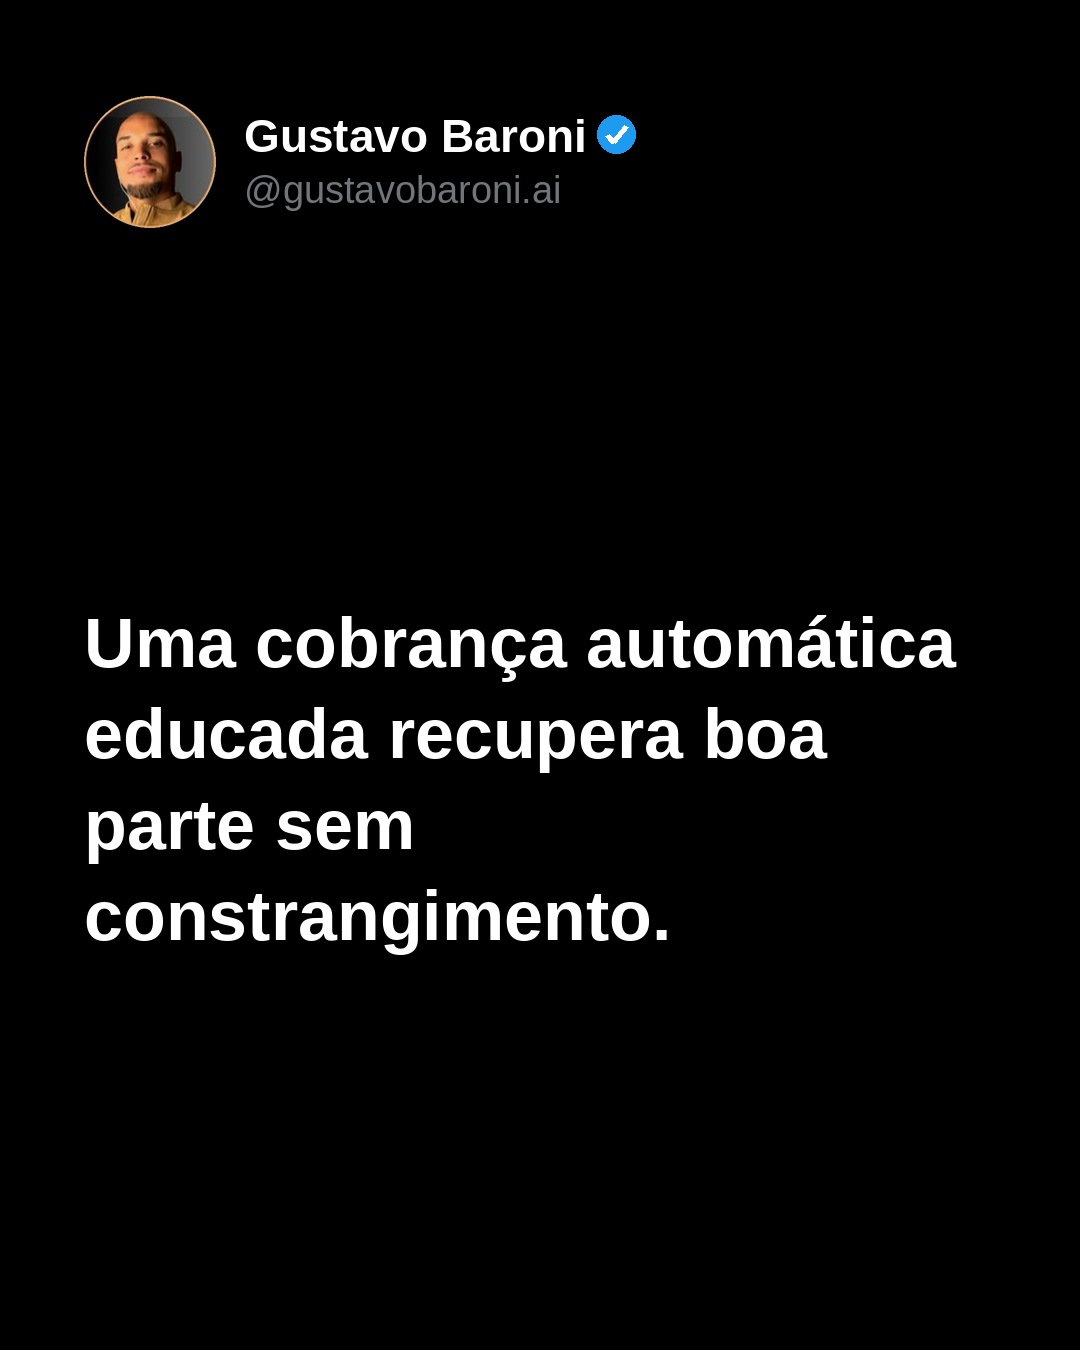 Gustavo Baroni
@gustavobaroni.ai
Uma cobrança automática
educada recupera boa
parte sem
constrangimento.